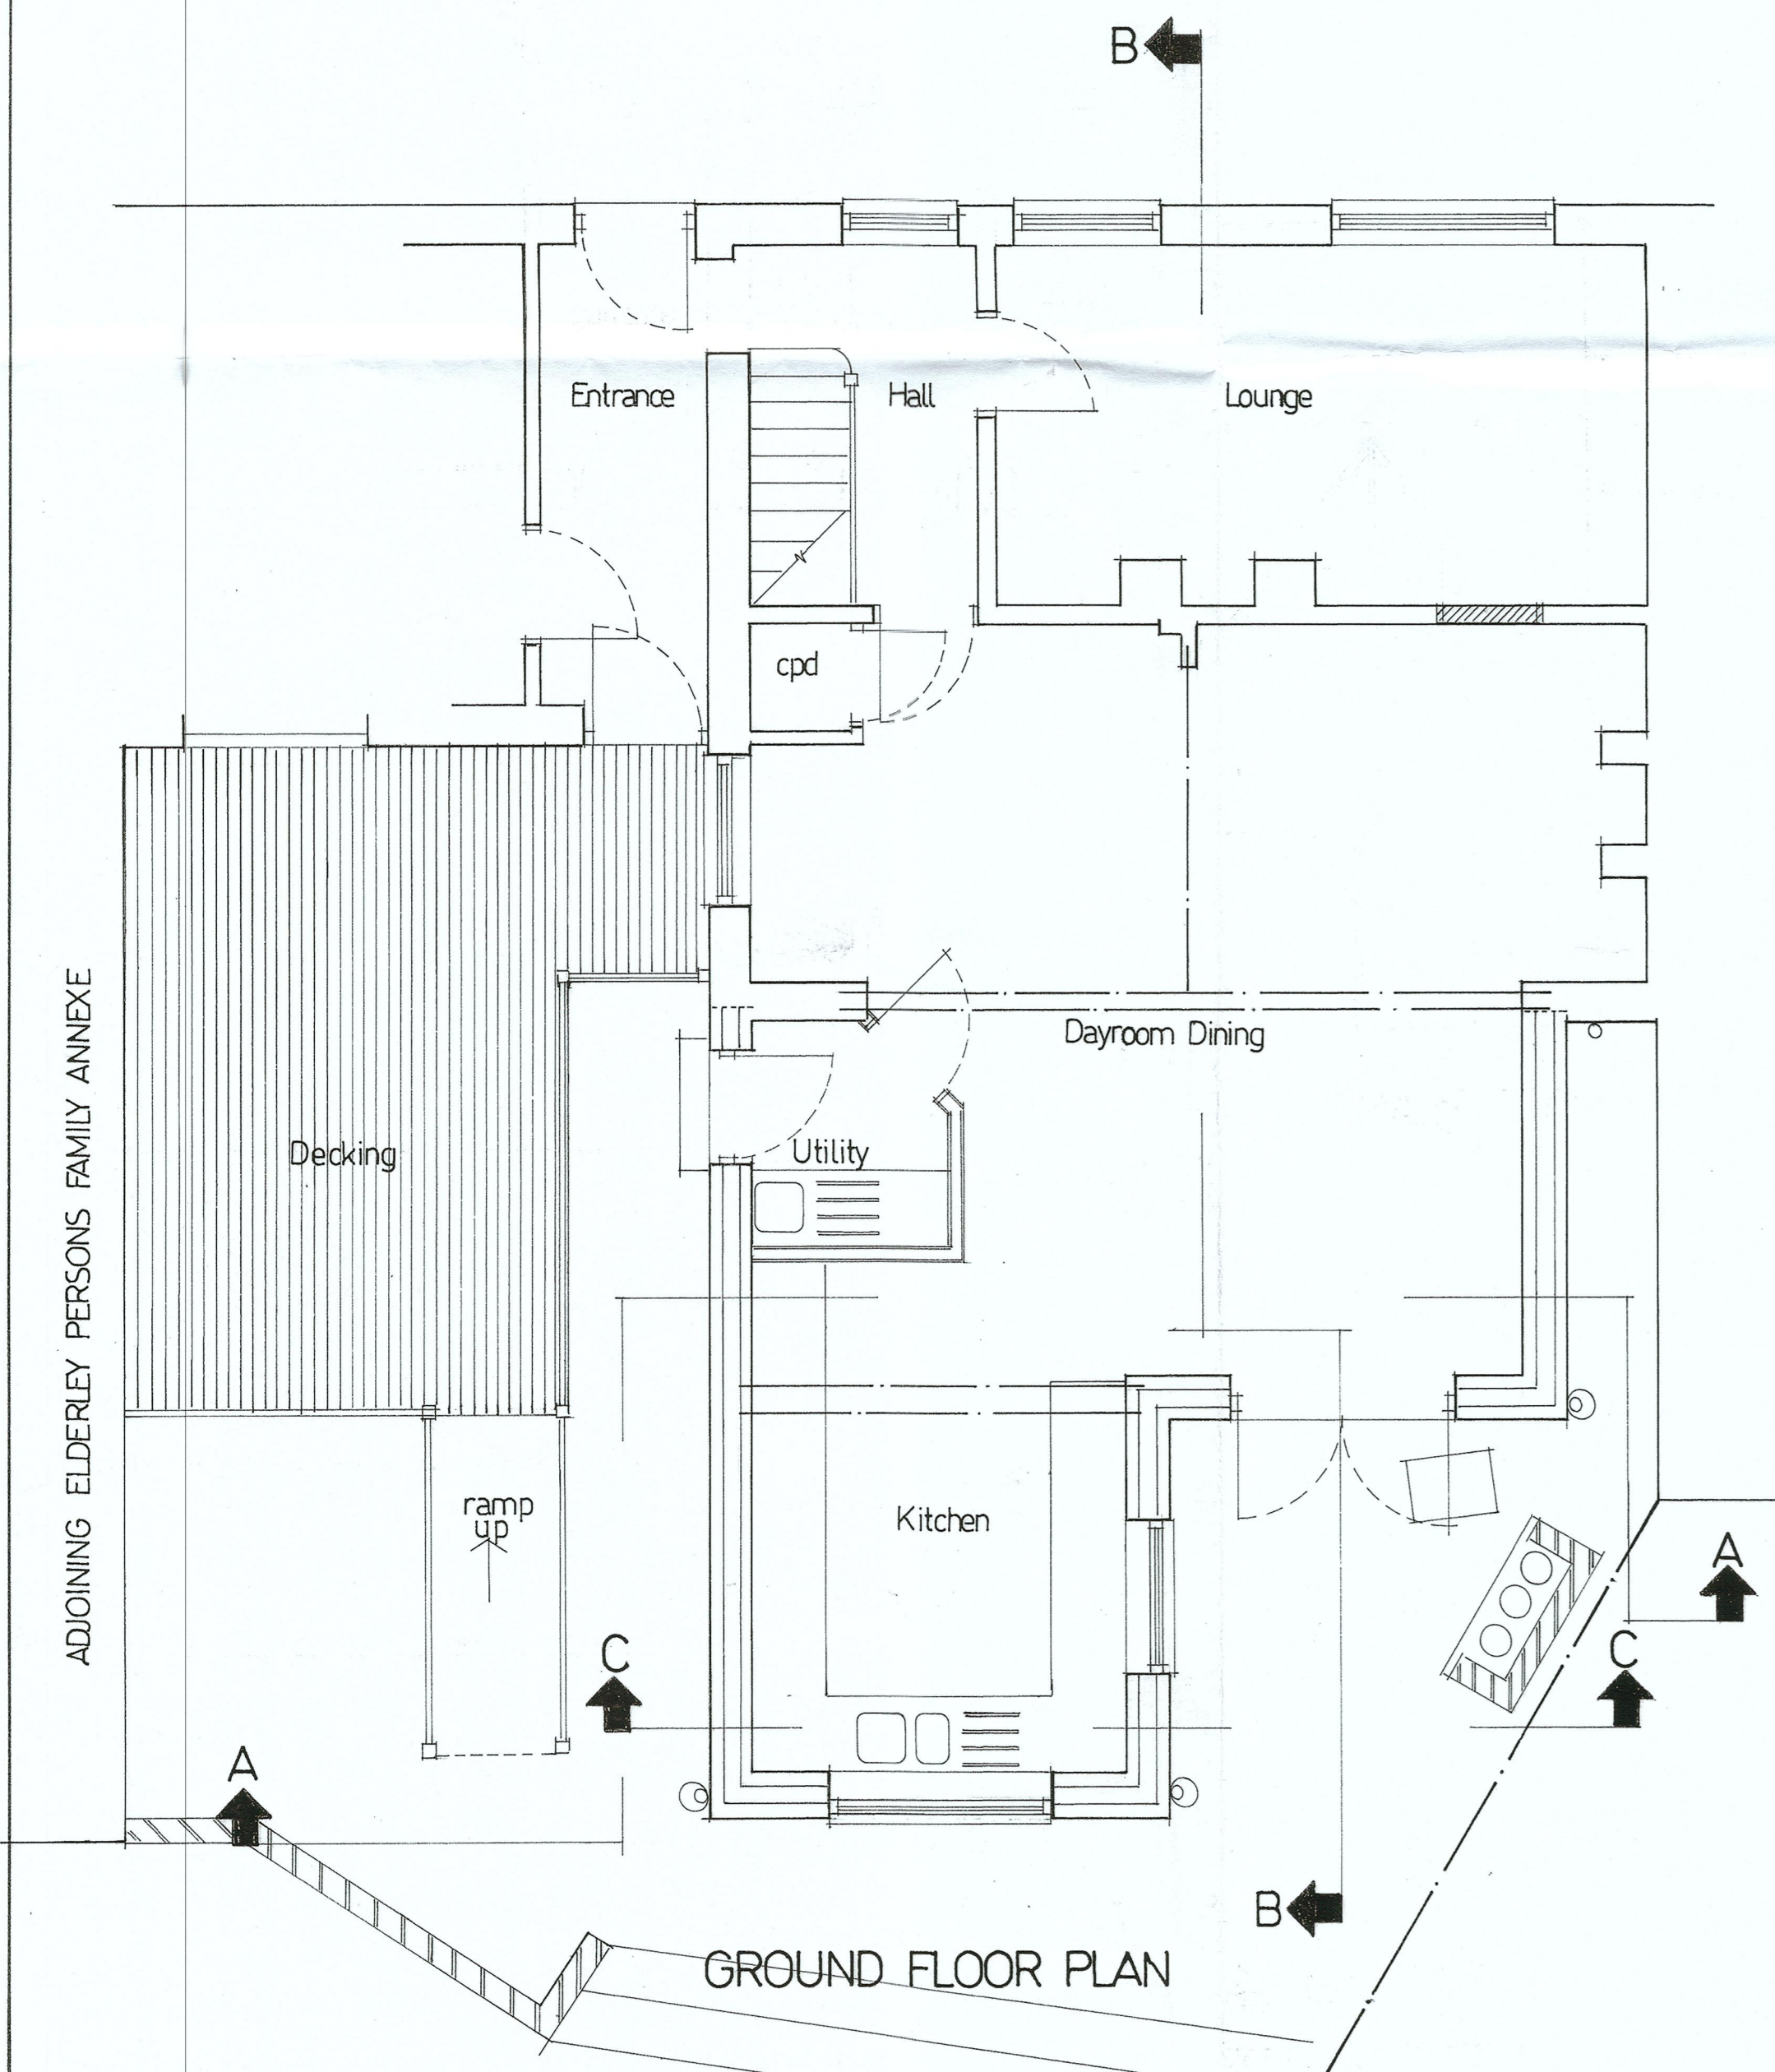 B
Entrance
Hall
Lounge
cpd
Dayroom Dining
Decking
Utility
ADJOINING ELDERLEY PERSONS FAMILY ANNEXE
ramp
up
Kitchen
A
C
C
A
B
GROUND FLOOR PLAN